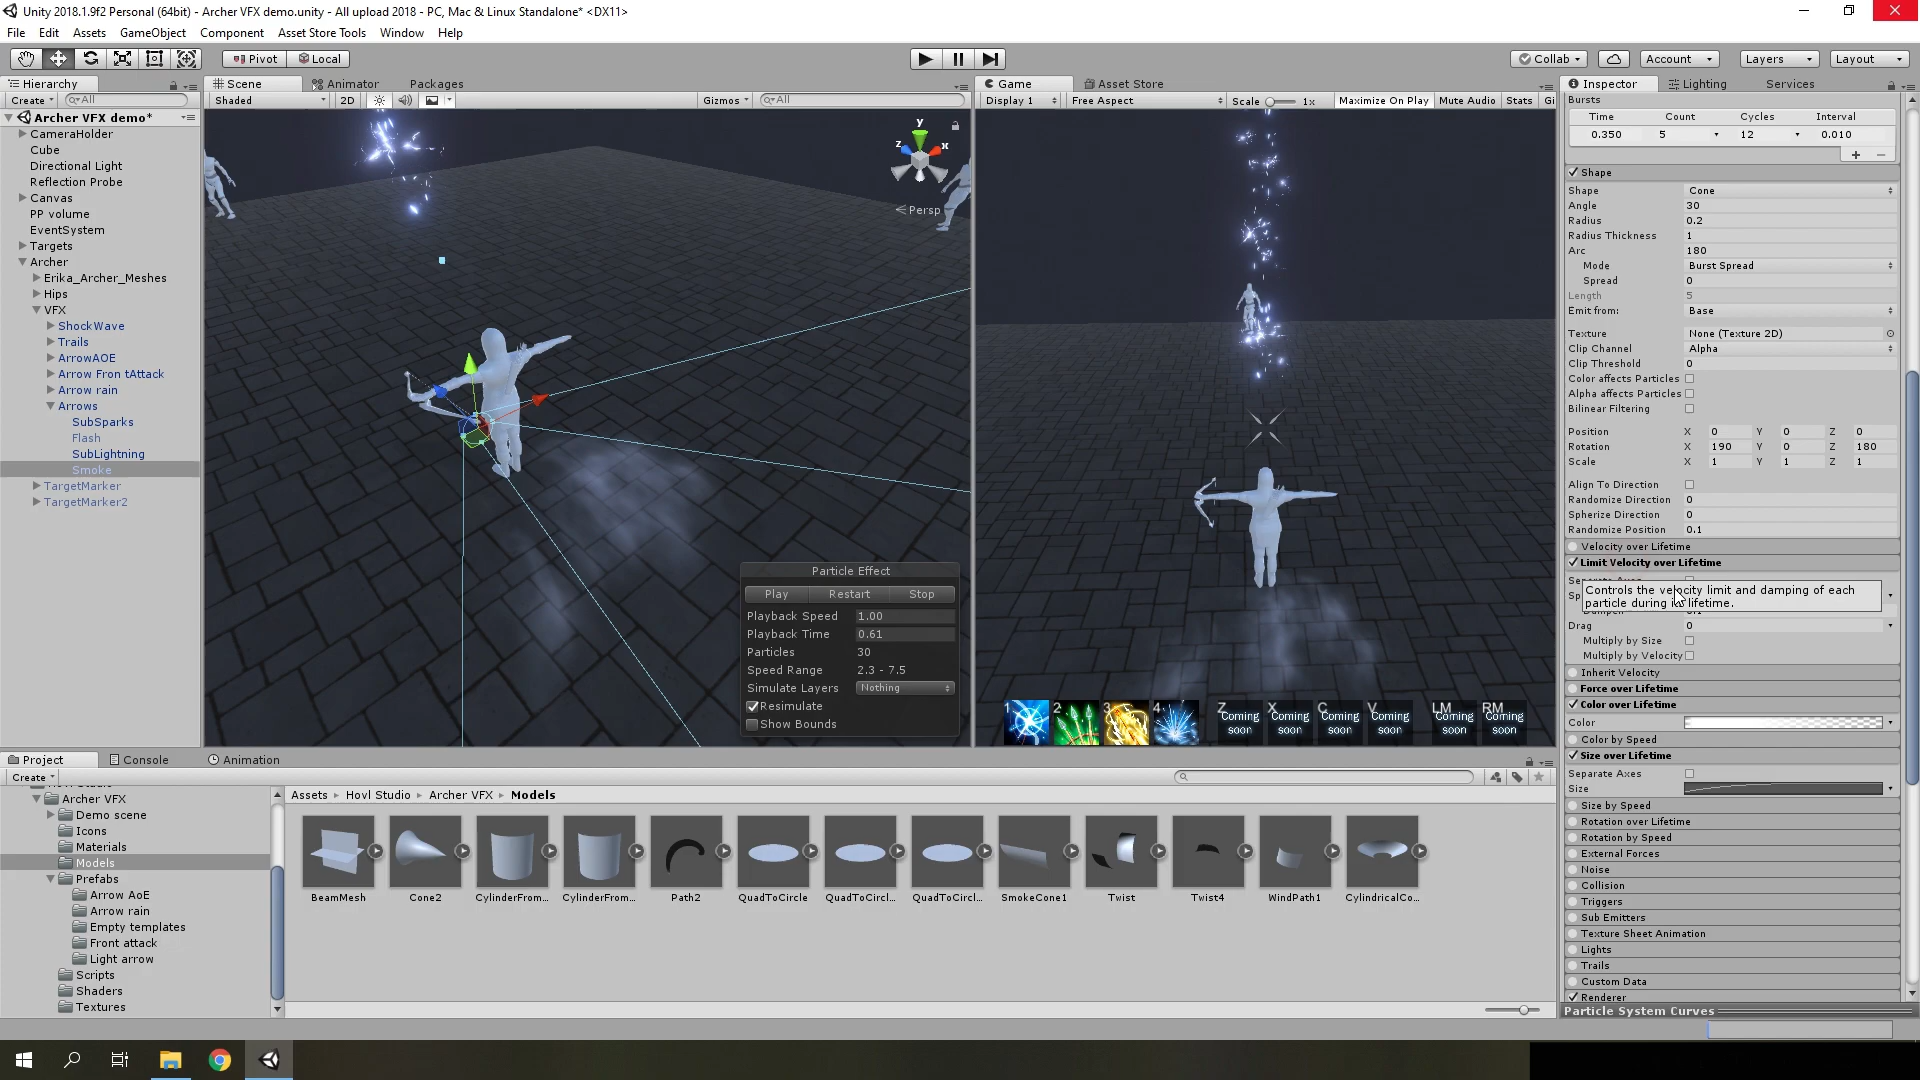 Unity 2018.1.9f2 Personal (64bit) - Archer VFX demo.unity - All upload 2018 - PC, Mac & Linux Standalone* <DX11>
File Edit Assets GameObject Component Asset Store Tools Window Help
Pivot Local Collab Account Layers Layout
Hierarchy
Create All
Archer VFX demo*
CameraHolder
Cube
Directional Light
Reflection Probe
Canvas
PP volume
EventSystem
Targets
Archer
Erika_Archer_Meshes
Hips
VFX
ShockWave
Trails
ArrowAOE
Arrow Fron tAttack
Arrow rain
Arrows
SubSparks
Flash
SubLightning
Smoke
TargetMarker
TargetMarker2
Scene Animator Packages
Shaded 2D Gizmos All
y
z x
Persp
Particle Effect
Play Restart Stop
Playback Speed 1.00
Playback Time 0.61
Particles 30
Speed Range 2.3 - 7.5
Simulate Layers Nothing
Resimulate
Show Bounds
Game Asset Store
Display 1 Free Aspect Scale 1x Maximize On Play Mute Audio Stats Gi
1 2 3 4 Z X C V LM RM
Coming soon Coming soon Coming soon Coming soon Coming soon Coming soon
Inspector Lighting Services
Bursts
Time Count Cycles Interval
0.350 5 12 0.010
Shape
Shape Cone
Angle 30
Radius 0.2
Radius Thickness 1
Arc 180
Mode Burst Spread
Spread 0
Length 5
Emit from: Base
Texture None (Texture 2D)
Clip Channel Alpha
Clip Threshold 0
Color affects Particles
Alpha affects Particles
Bilinear Filtering
Position X 0 Y 0 Z 0
Rotation X 190 Y 0 Z 180
Scale X 1 Y 1 Z 1
Align To Direction
Randomize Direction 0
Spherize Direction 0
Randomize Position 0.1
Velocity over Lifetime
Limit Velocity over Lifetime
Controls the velocity limit and damping of each
particle during its lifetime.
Drag 0
Multiply by Size
Multiply by Velocity
Inherit Velocity
Force over Lifetime
Color over Lifetime
Color
Color by Speed
Size over Lifetime
Separate Axes
Size
Size by Speed
Rotation over Lifetime
Rotation by Speed
External Forces
Noise
Collision
Triggers
Sub Emitters
Texture Sheet Animation
Lights
Trails
Custom Data
Renderer
Particle System Curves
Project Console Animation
Create
Archer VFX
Demo scene
Icons
Materials
Models
Prefabs
Arrow AoE
Arrow rain
Empty templates
Front attack
Light arrow
Scripts
Shaders
Textures
Assets Hovl Studio Archer VFX Models
BeamMesh Cone2 CylinderFrom... CylinderFrom... Path2 QuadToCircle QuadToCircl... QuadToCircl... SmokeCone1 Twist Twist4 WindPath1 CylindricalCo...